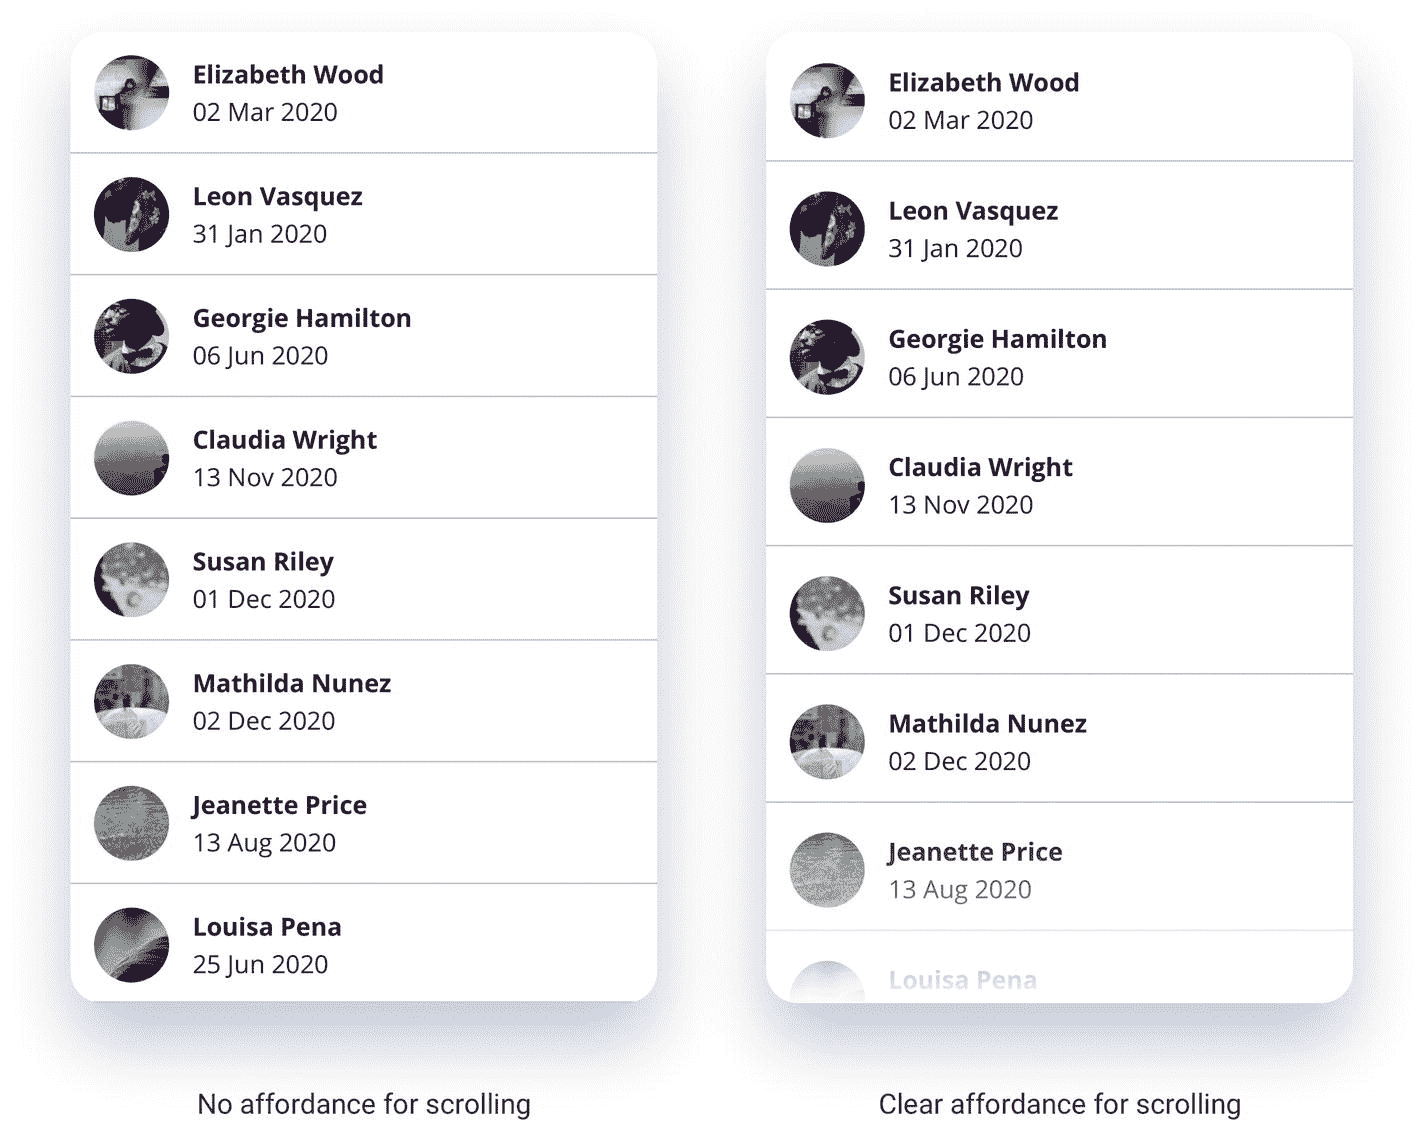 Elizabeth Wood
02 Mar 2020
Leon Vasquez
31 Jan 2020
Georgie Hamilton
06 Jun 2020
Claudia Wright
13 Nov 2020
Susan Riley
01 Dec 2020
Mathilda Nunez
02 Dec 2020
Jeanette Price
13 Aug 2020
Louisa Pena
25 Jun 2020
No affordance for scrolling
Elizabeth Wood
02 Mar 2020
Leon Vasquez
31 Jan 2020
Georgie Hamilton
06 Jun 2020
Claudia Wright
13 Nov 2020
Susan Riley
01 Dec 2020
Mathilda Nunez
02 Dec 2020
Jeanette Price
13 Aug 2020
Louisa Pena
Clear affordance for scrolling